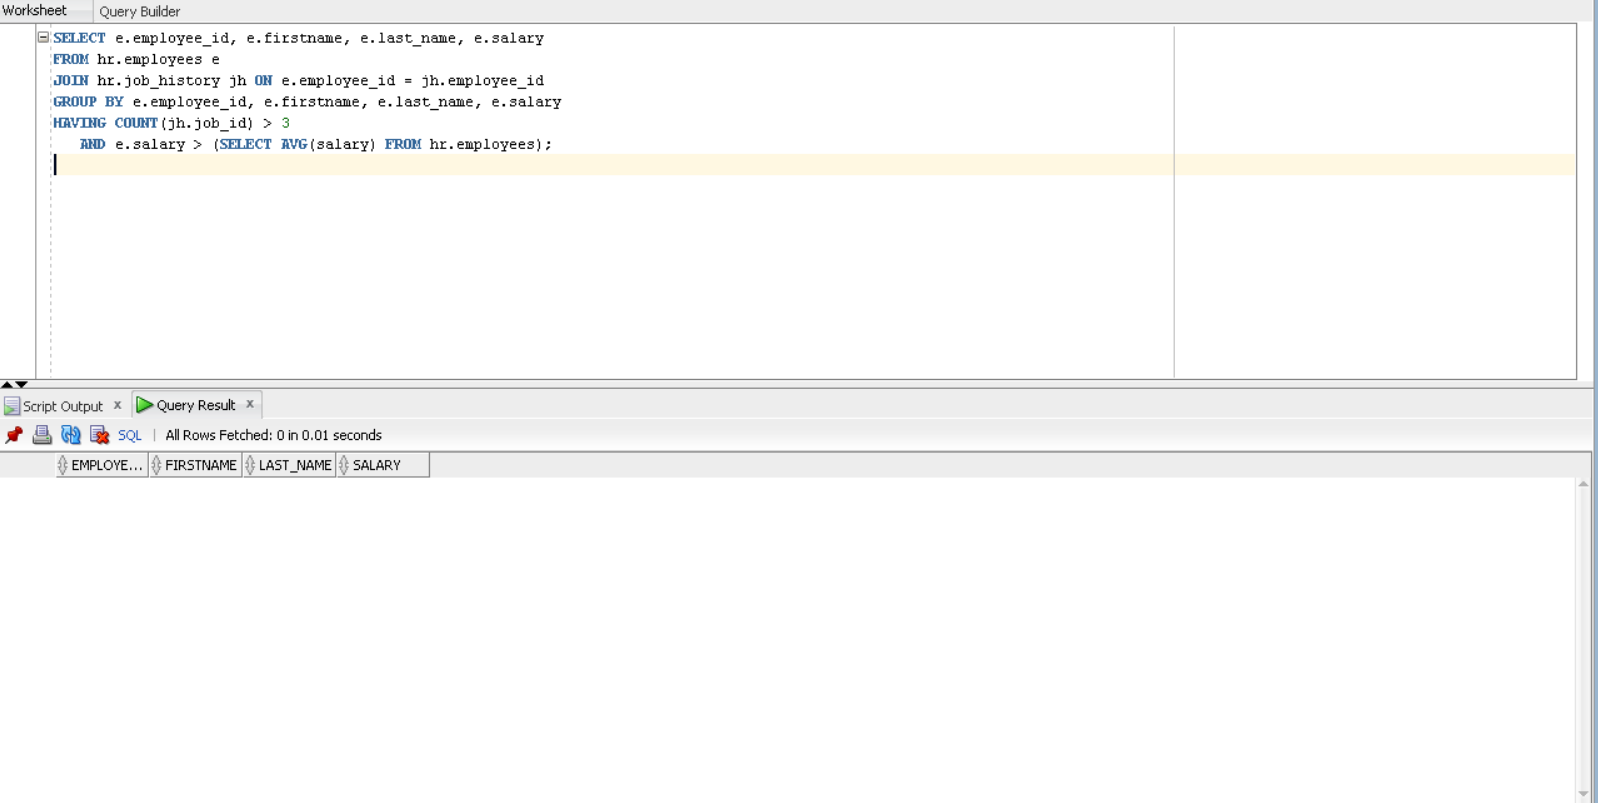 Worksheet Query Builder
SELECT e.employee_id, e.firstname, e.last_name, e.salary
FROM hr.employees e
JOIN hr.job_history jh ON e.employee_id = jh.employee_id
GROUP BY e.employee_id, e.firstname, e.last_name, e.salary
HAVING COUNT(jh.job_id) > 3
AND e.salary > (SELECT AVG(salary) FROM hr.employees);
Script Output x Query Result x
SQL | All Rows Fetched: 0 in 0.01 seconds
EMPLOYE... FIRSTNAME LAST_NAME SALARY